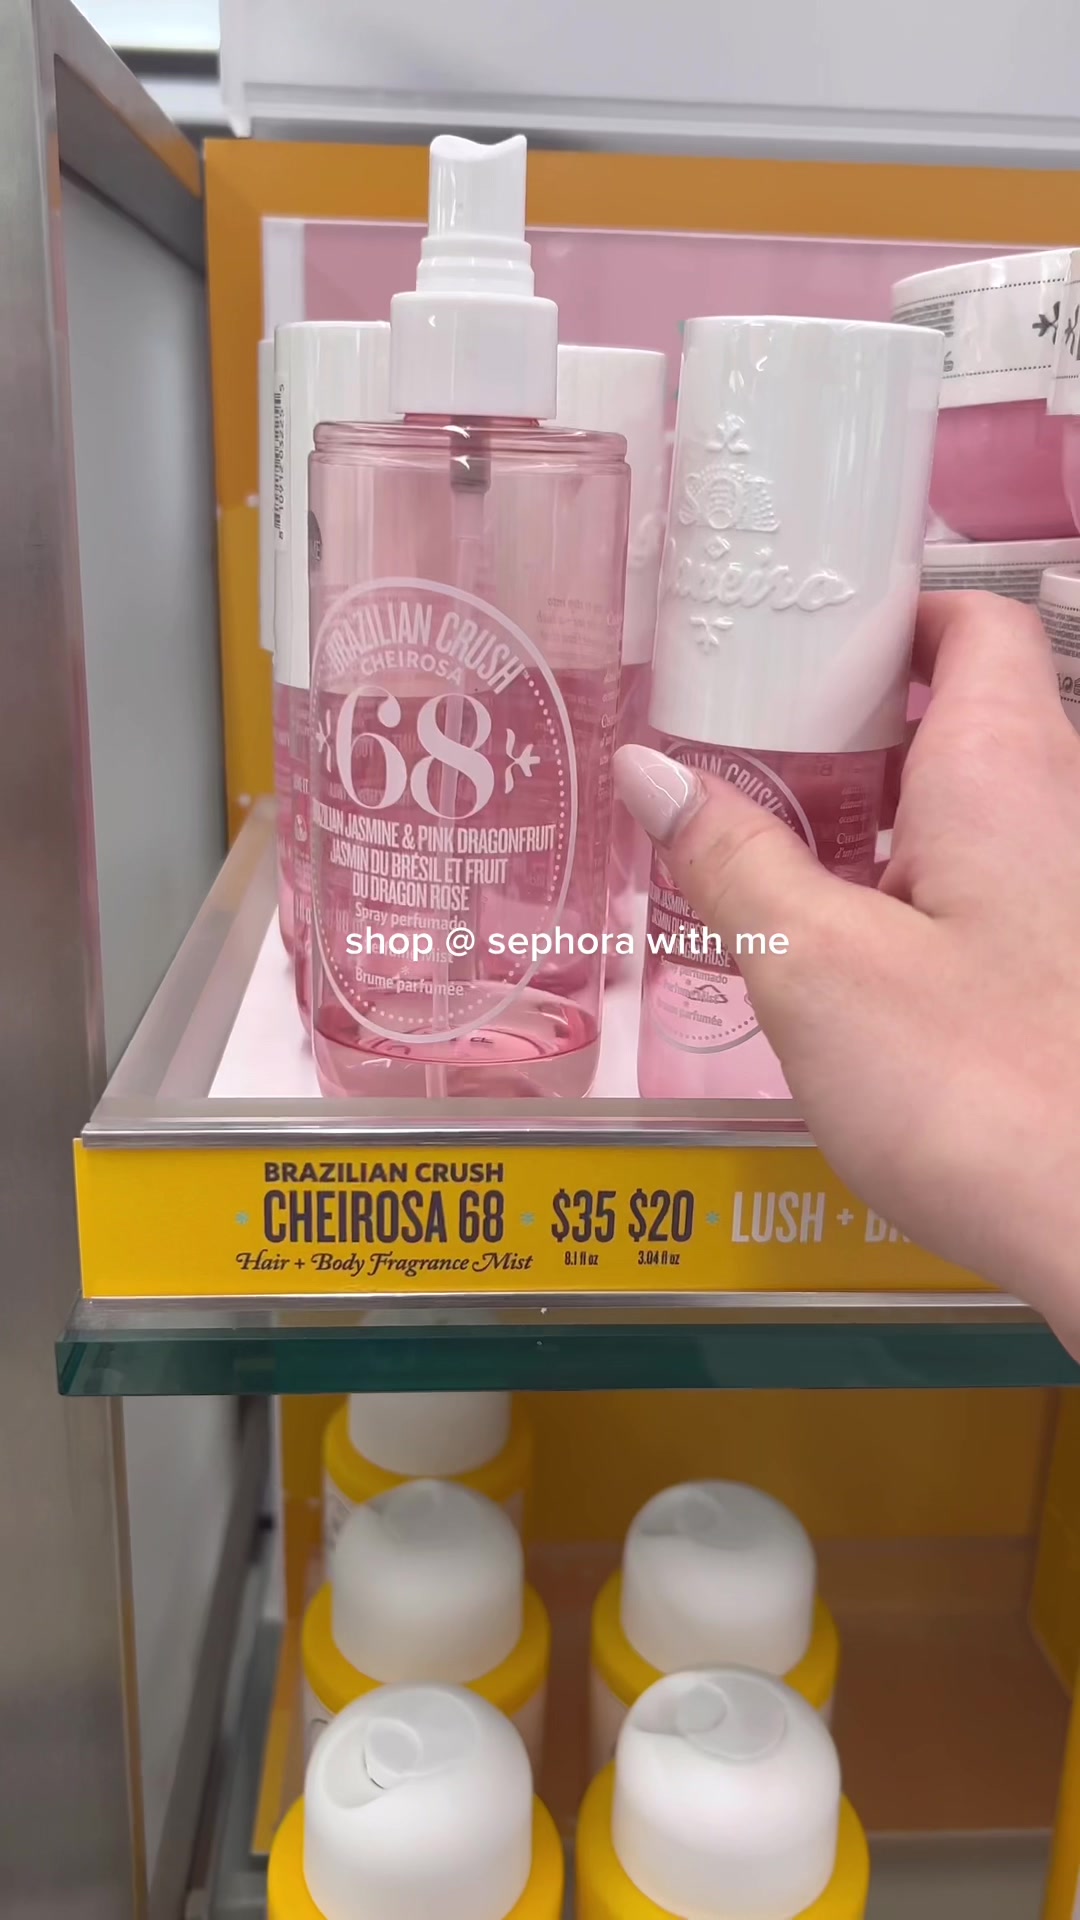 SOL
Janeiro
BRAZILIAN CRUSH
CHEIROSA
68
BRAZILIAN JASMINE & PINK DRAGONFRUIT
JASMIN DU BRÉSIL ET FRUIT
DU DRAGON ROSE
Spray perfumado
Brume parfumée
shop @ sephora with me
BRAZILIAN CRUSH
CHEIROSA 68
Hair + Body Fragrance Mist
$35 $20
8.1 fl oz 3.04 fl oz
LUSH +